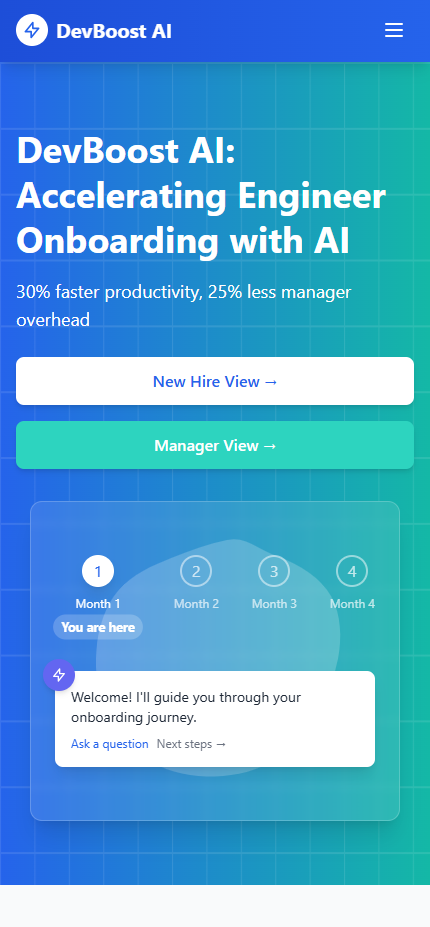 DevBoost AI
DevBoost AI:
Accelerating Engineer
Onboarding with AI
30% faster productivity, 25% less manager
overhead
New Hire View →
Manager View →
1
2
3
4
Month 1
Month 2
Month 3
Month 4
You are here
Welcome! I'll guide you through your
onboarding journey.
Ask a question Next steps →